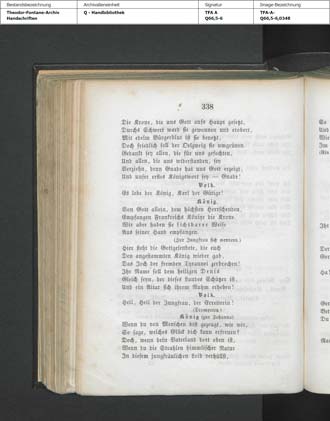 Bestandsbezeichnung
Archivalieneinheit
Signatur
Image-Bezeichnung
Theodor-Fontane-Archiv
Handschriften
Q - Handbibliothek
TFA A
Q66,5-6
TFA-A-
Q66,5-6,0348
338
Die Krone, die uns Gott aufs Haupt gesetzt,
Durchs Schwert ward sie gewonnen und erobert,
Mit edelm Bürgerblut ist sie benetzt,
Doch friedlich soll der Oelzweig sie umgrünen.
Gedankt sey allen, die für uns gefochten,
Und allen, die uns widerstanden, sey
Verziehn, denn Gnade hat uns Gott erzeigt,
Und unser erstes Königswort sey — Gnade!
Volk.
Es lebe der König, Karl der Gütige!
König.
Von Gott allein, dem höchsten Herrschenden,
Empfangen Frankreichs Könige die Krone.
Wir aber haben sie sichtbarer Weise
Aus seiner Hand empfangen.
(Zur Jungfrau sich wendend.)
Hier steht die Gottgesendete, die euch
Den angestammten König wieder gab,
Das Joch der fremden Tyranney zerbrochen!
Ihr Name soll dem heiligen Denis
Gleich seyn, der dieses Landes Schützer ist,
Und ein Altar sich ihrem Ruhm erheben!
Volk.
Heil, Heil der Jungfrau, der Erretterin!
(Trompeten.)
König (zur Johanna).
Wenn du von Menschen bist gezeugt, wie wir,
So sage, welches Glück dich kann erfreuen;
Doch, wenn dein Vaterland dort oben ist,
Wenn du die Strahlen himmlischer Natur
In diesem jungfräulichen Leib verhüllst,